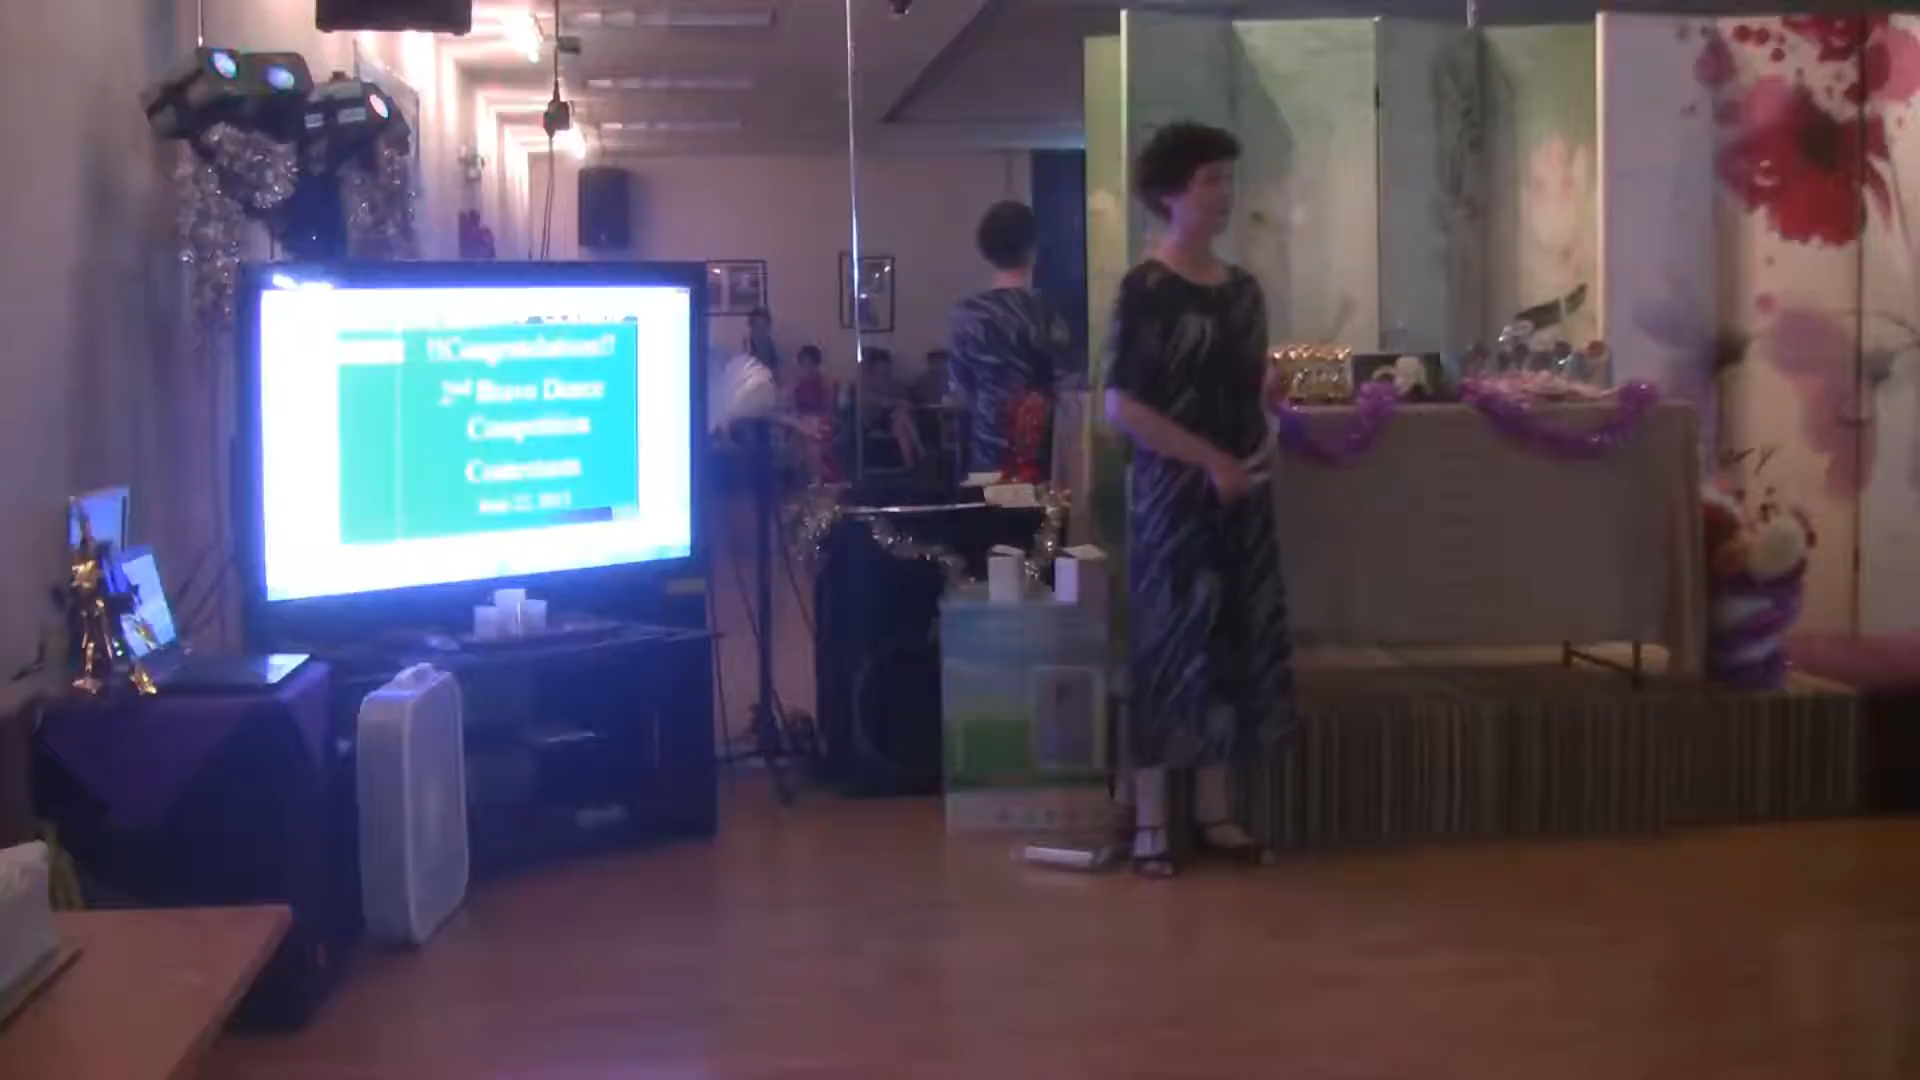 !!Congratulations!!
2nd Bravo Dance
Competition
Contestants